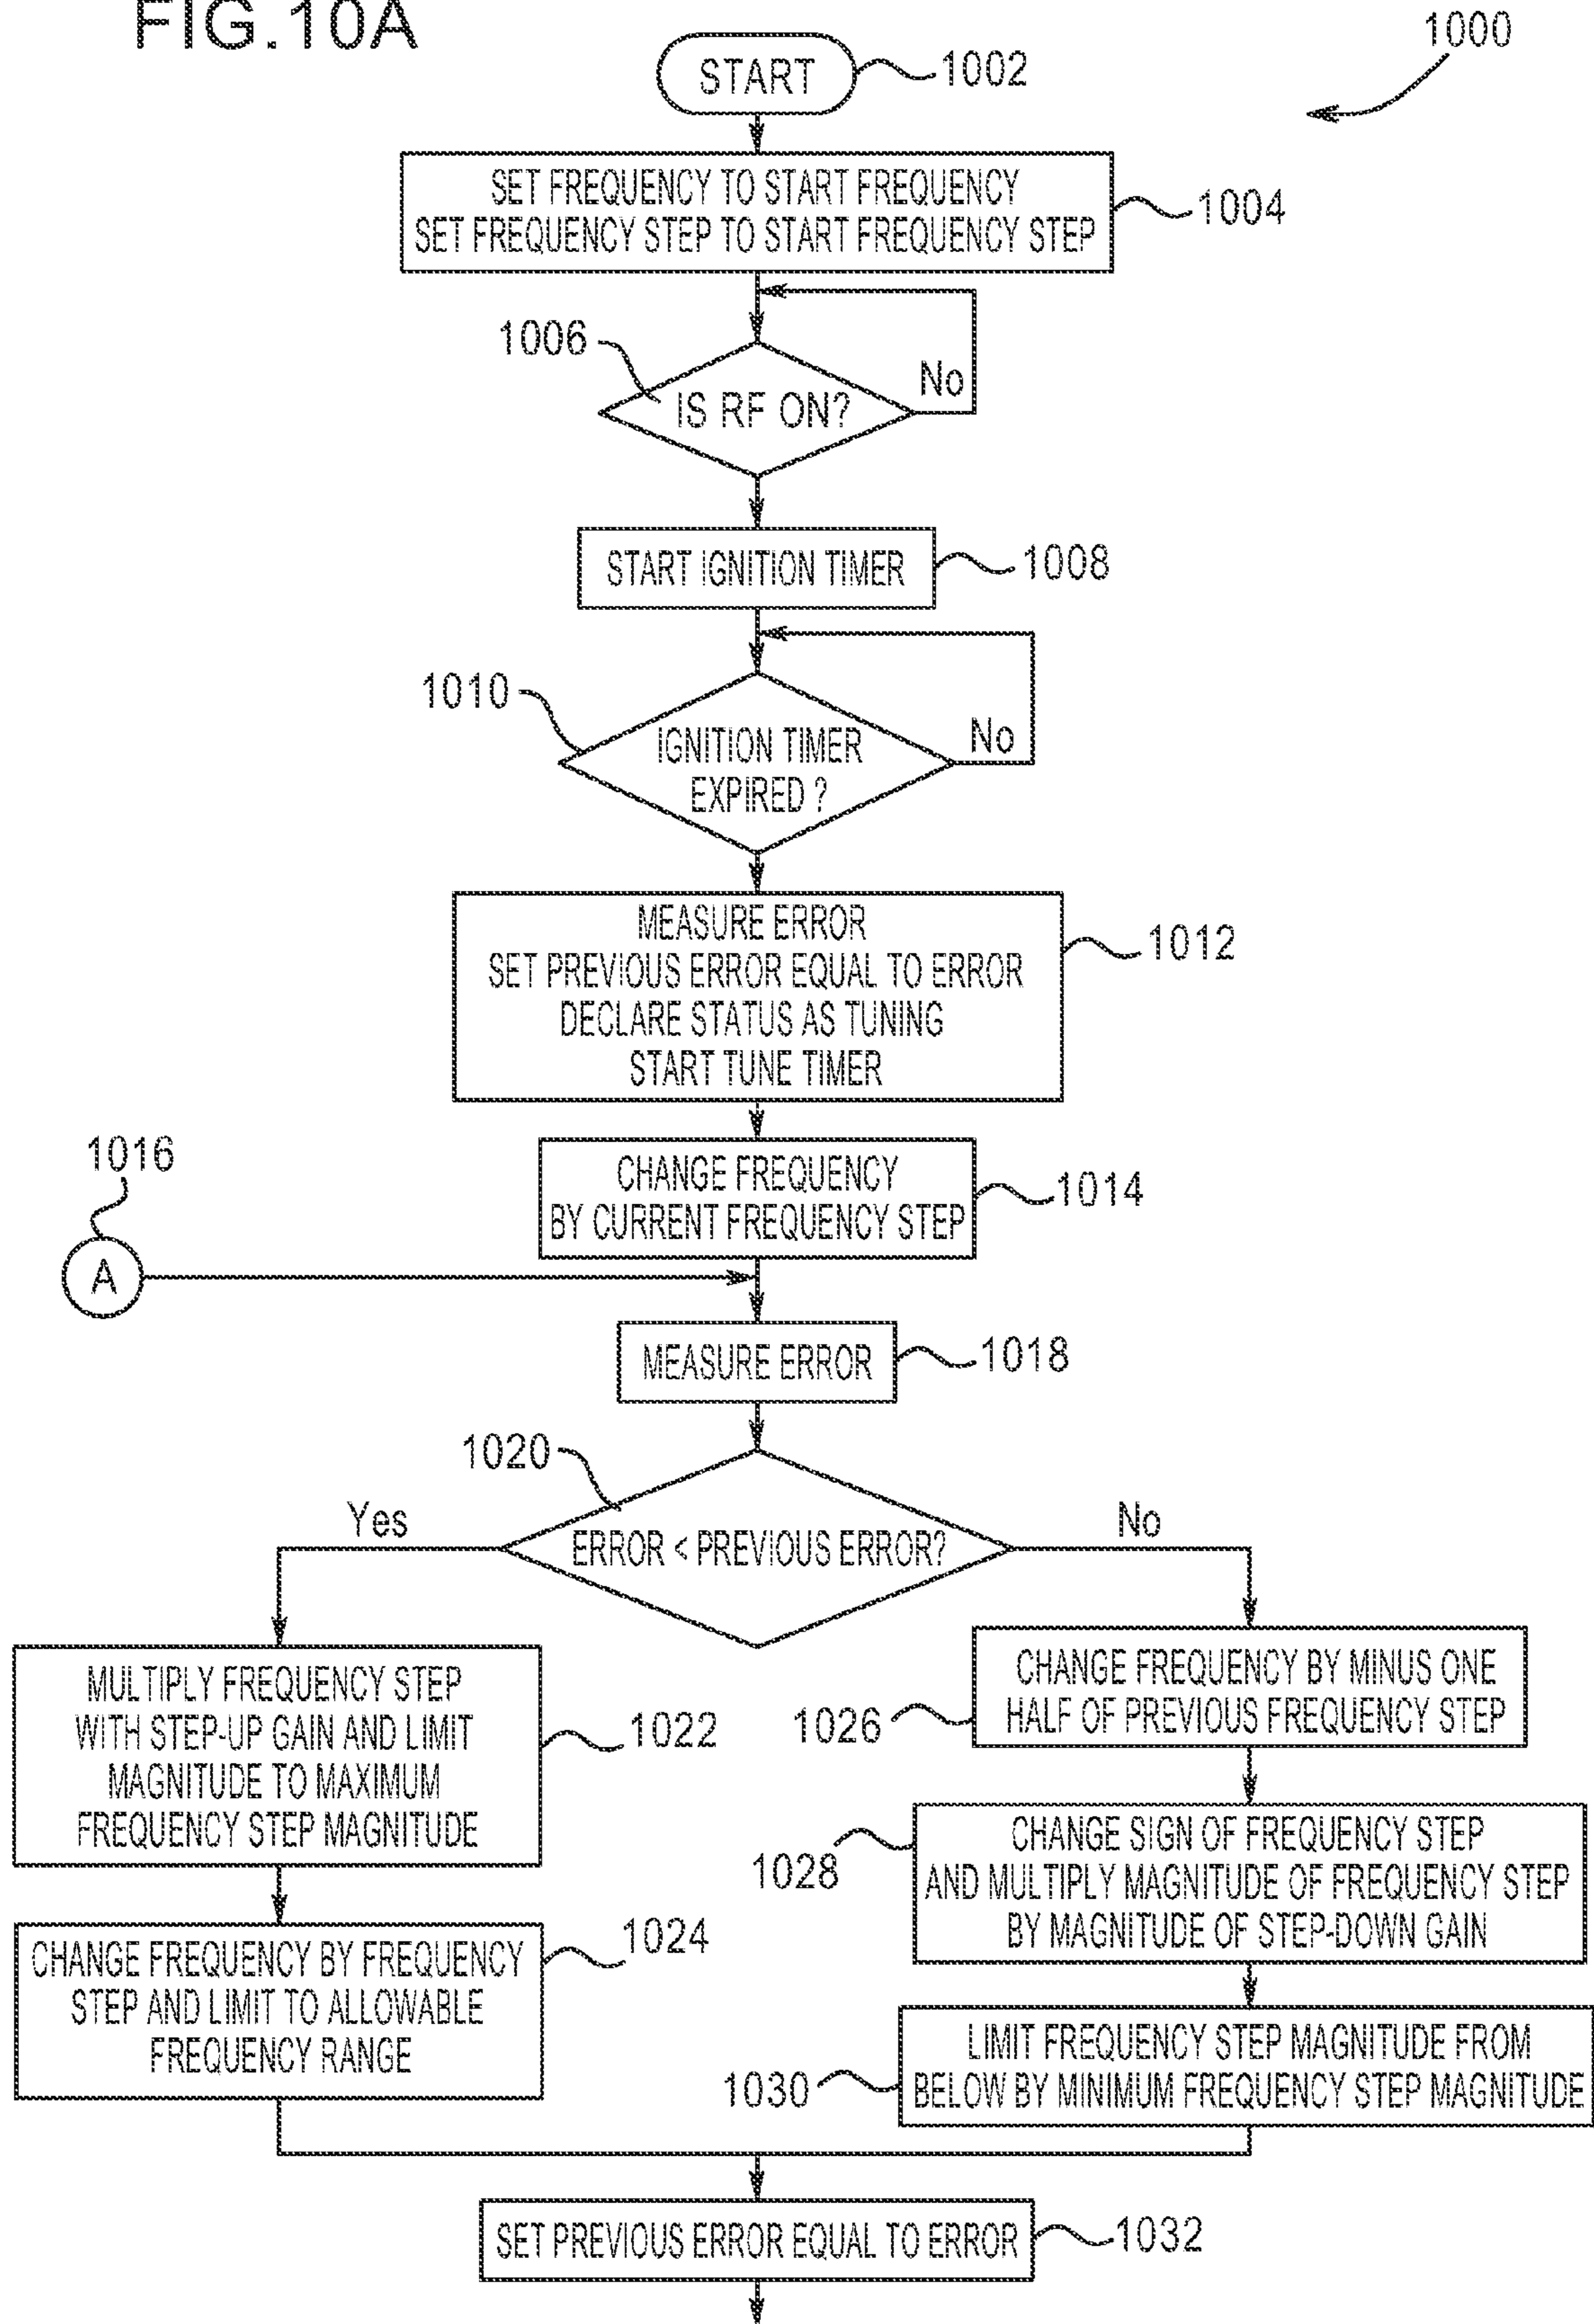 FIG.10A
1000
START
1002
SET FREQUENCY TO START FREQUENCY
SET FREQUENCY STEP TO START FREQUENCY STEP
1004
1006
IS RF ON?
No
START IGNITION TIMER
1008
1010
IGNITION TIMER
EXPIRED ?
No
MEASURE ERROR
SET PREVIOUS ERROR EQUAL TO ERROR
DECLARE STATUS AS TUNING
START TUNE TIMER
1012
CHANGE FREQUENCY
BY CURRENT FREQUENCY STEP
1014
1016
A
MEASURE ERROR
1018
1020
ERROR < PREVIOUS ERROR?
Yes
No
MULTIPLY FREQUENCY STEP
WITH STEP-UP GAIN AND LIMIT
MAGNITUDE TO MAXIMUM
FREQUENCY STEP MAGNITUDE
1022
CHANGE FREQUENCY BY FREQUENCY
STEP AND LIMIT TO ALLOWABLE
FREQUENCY RANGE
1024
CHANGE FREQUENCY BY MINUS ONE
HALF OF PREVIOUS FREQUENCY STEP
1026
CHANGE SIGN OF FREQUENCY STEP
AND MULTIPLY MAGNITUDE OF FREQUENCY STEP
BY MAGNITUDE OF STEP-DOWN GAIN
1028
LIMIT FREQUENCY STEP MAGNITUDE FROM
BELOW BY MINIMUM FREQUENCY STEP MAGNITUDE
1030
SET PREVIOUS ERROR EQUAL TO ERROR
1032